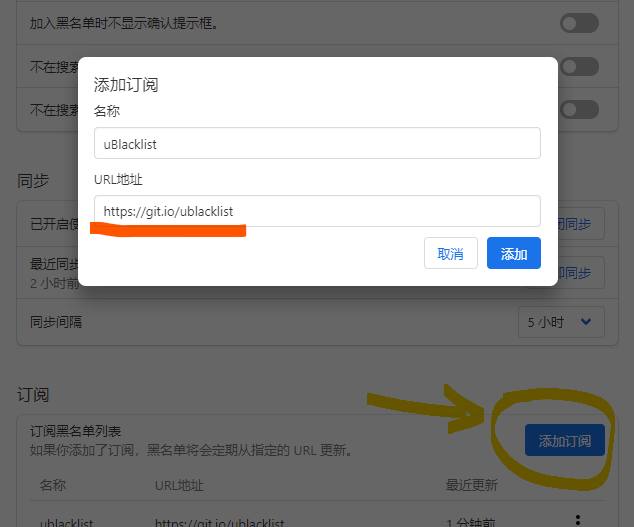 加入黑名单时不显示确认提示框。
不在搜索
不在搜索
添加订阅
名称
uBlacklist
URL地址
https://git.io/ublacklist
取消
添加
同步
已开启使
闭同步
最近同步
2 小时前
即同步
同步间隔
5 小时
订阅
订阅黑名单列表
如果你添加了订阅，黑名单将会定期从指定的 URL 更新。
添加订阅
名称 URL地址 最近更新
ublacklist https://git.io/ublacklist 1 分钟前